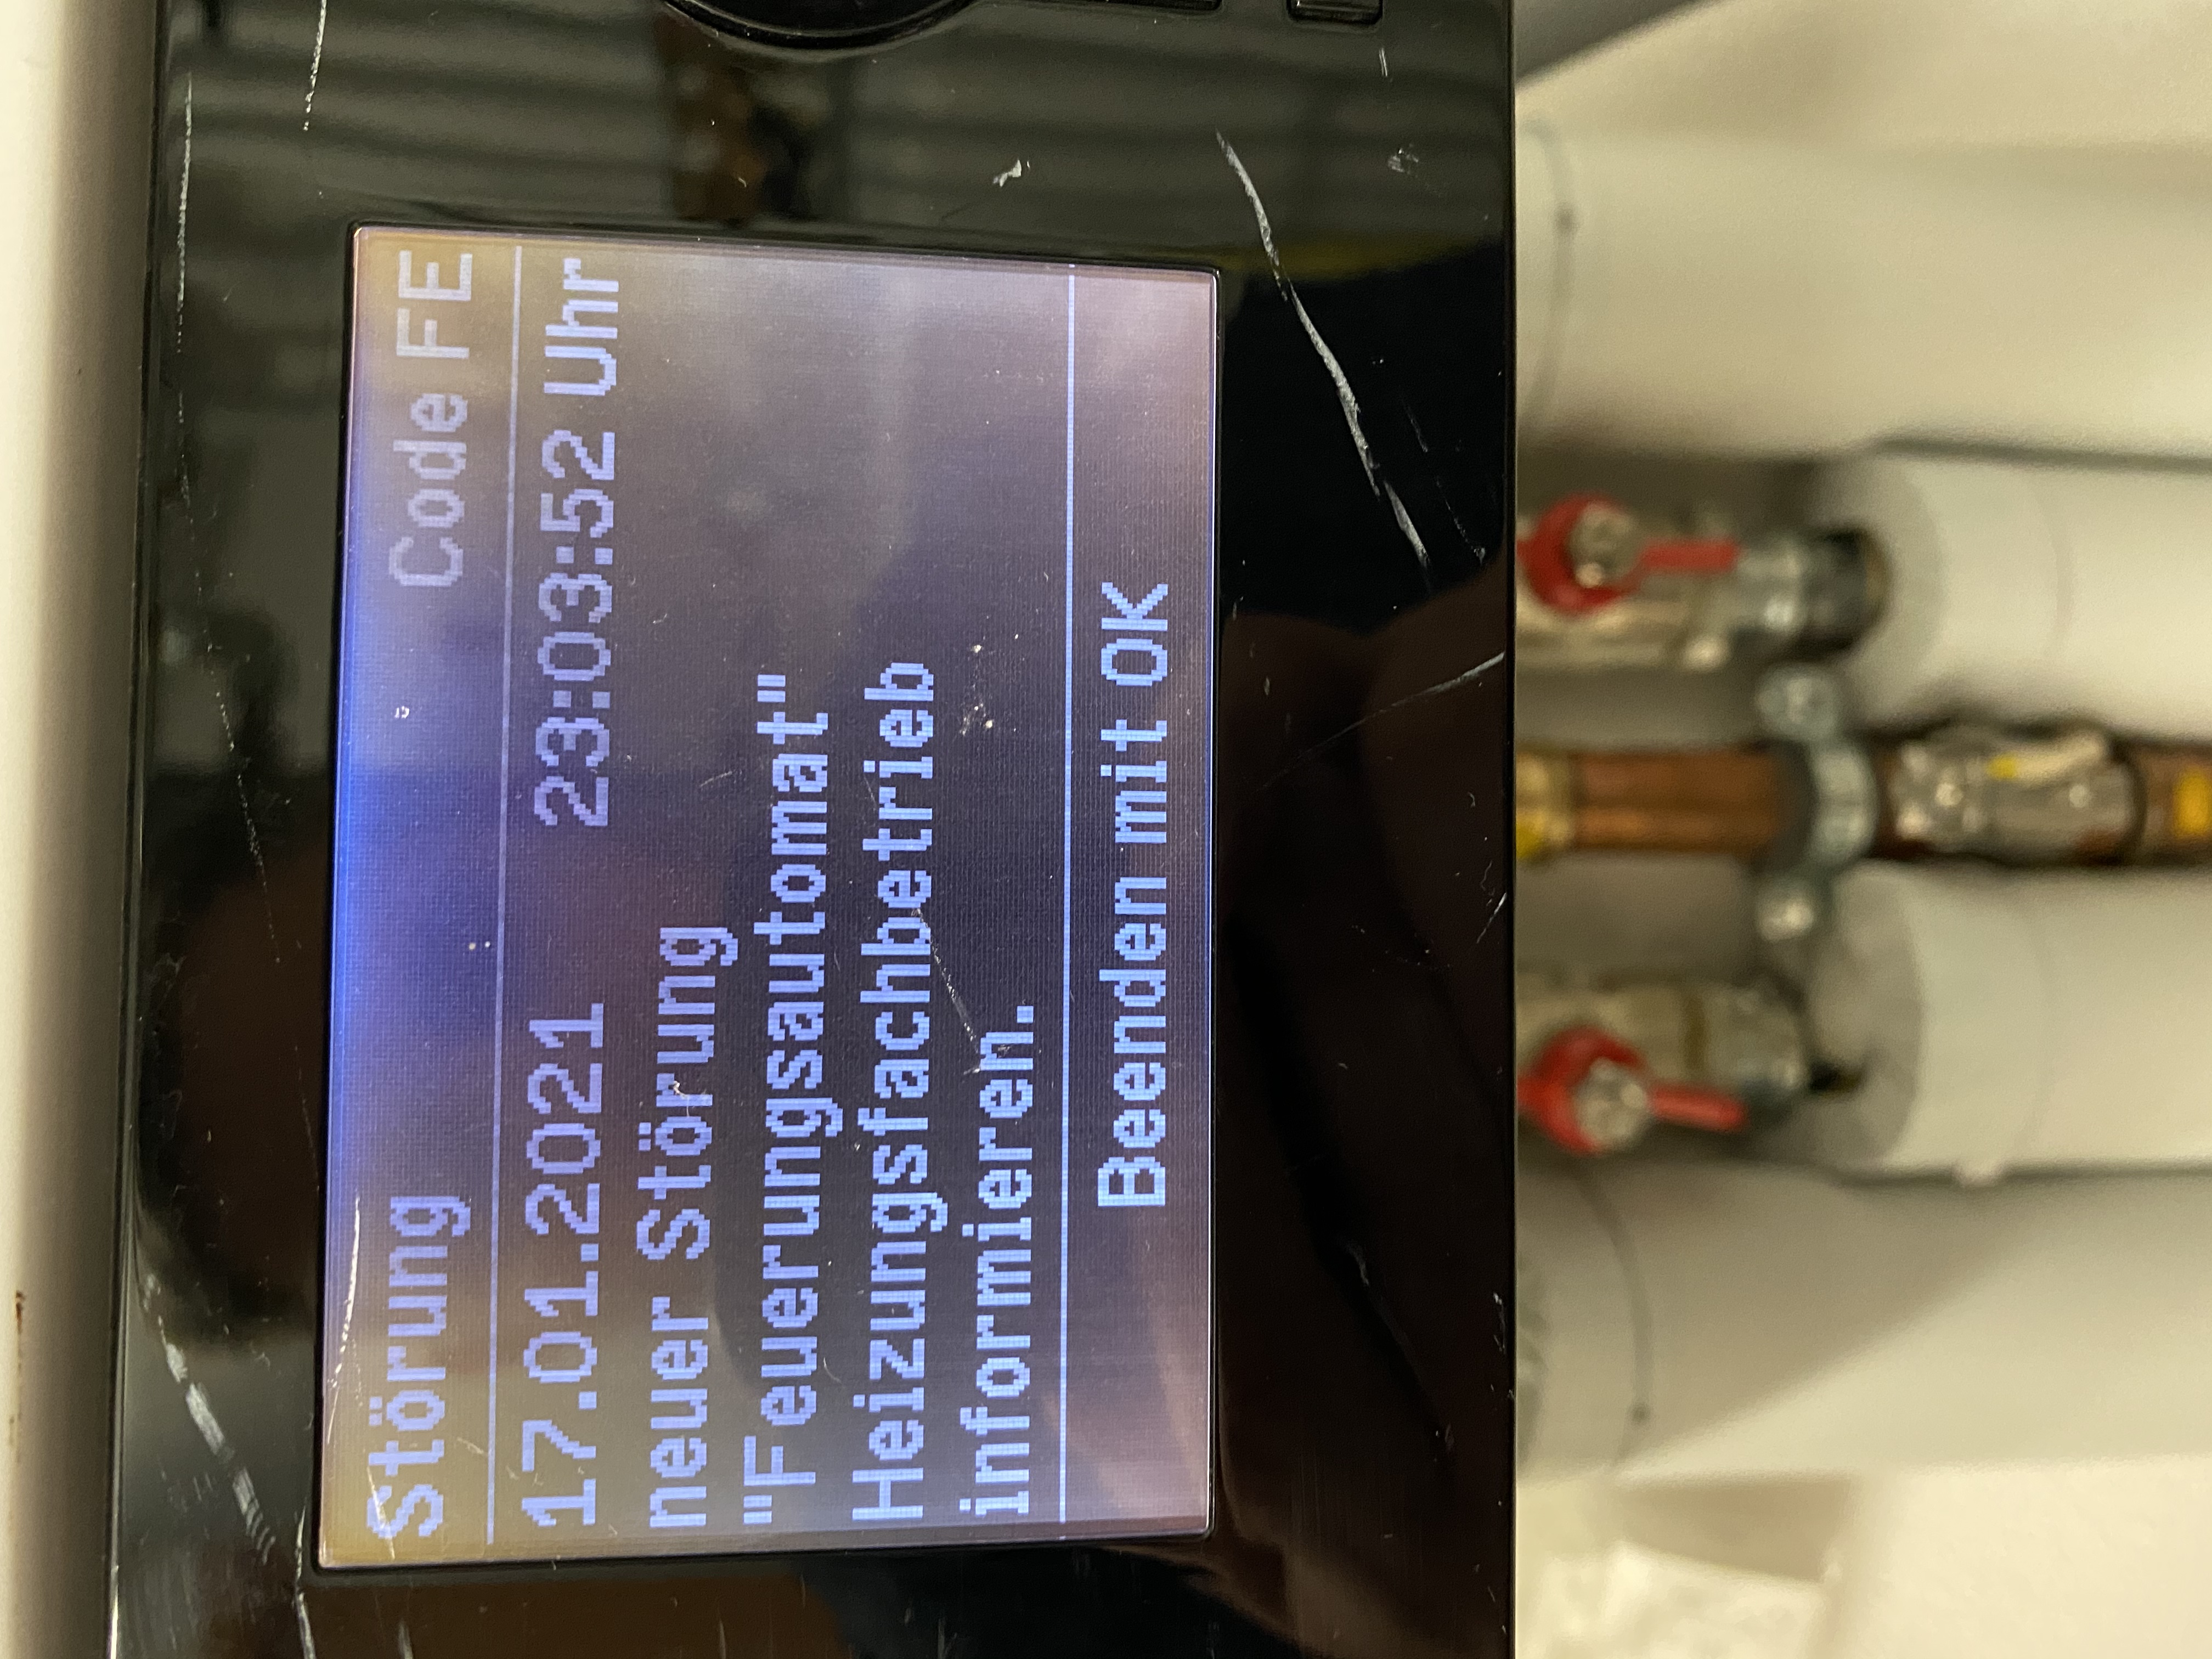 Störung Code FE
17.01.2021 23:03:52 Uhr
neuer Störung
"Feuerungsautomat"
Heizungsfachbetrieb
informieren.
Beenden mit OK